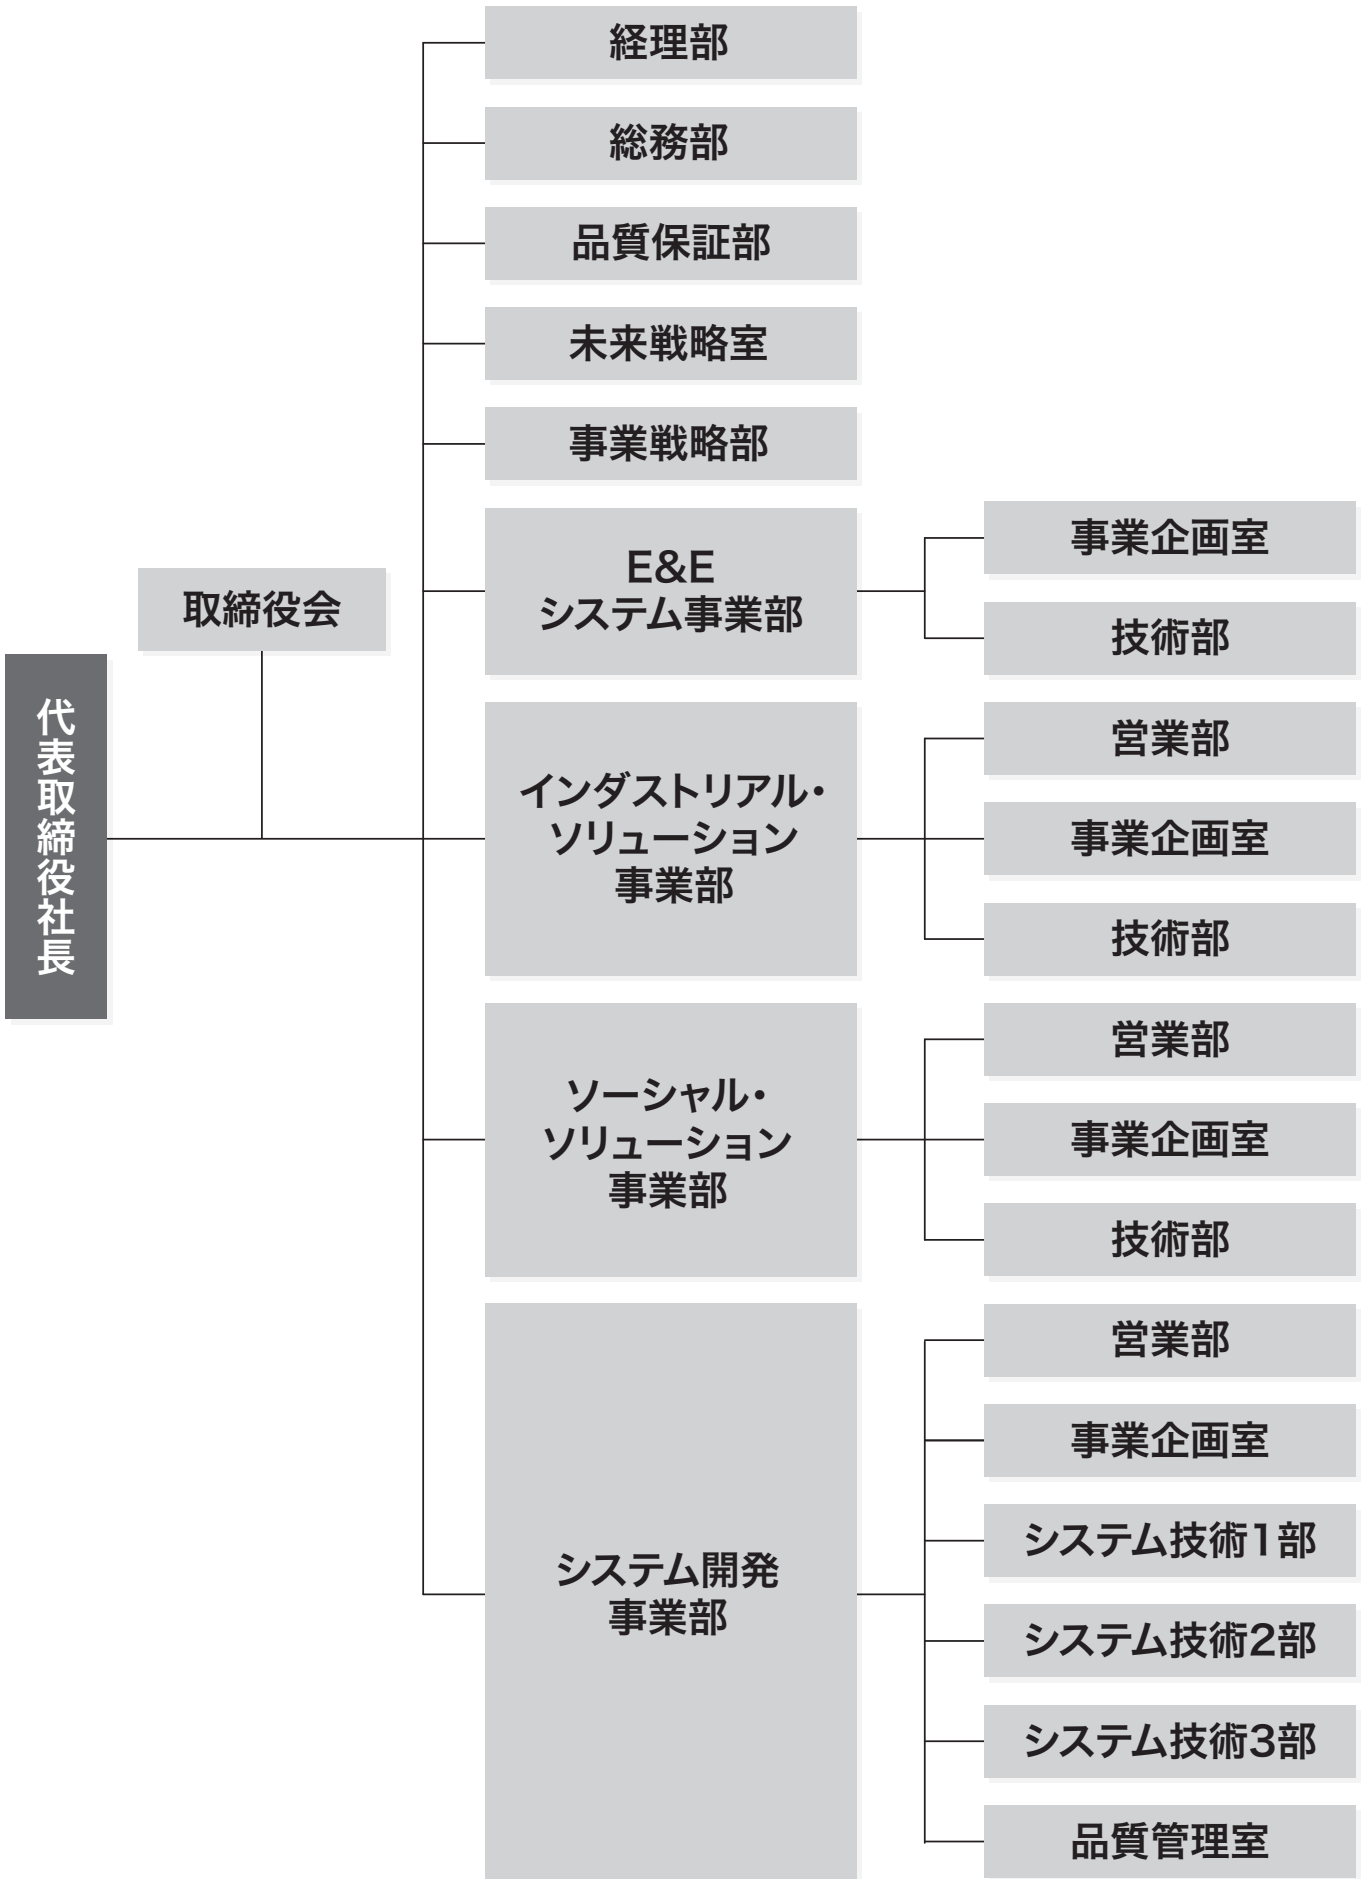 代表取締役社長
取締役会
経理部
総務部
品質保証部
未来戦略室
事業戦略部
E&E
システム事業部
事業企画室
技術部
インダストリアル・
ソリューション
事業部
営業部
事業企画室
技術部
ソーシャル・
ソリューション
事業部
営業部
事業企画室
技術部
システム開発
事業部
営業部
事業企画室
システム技術1部
システム技術2部
システム技術3部
品質管理室